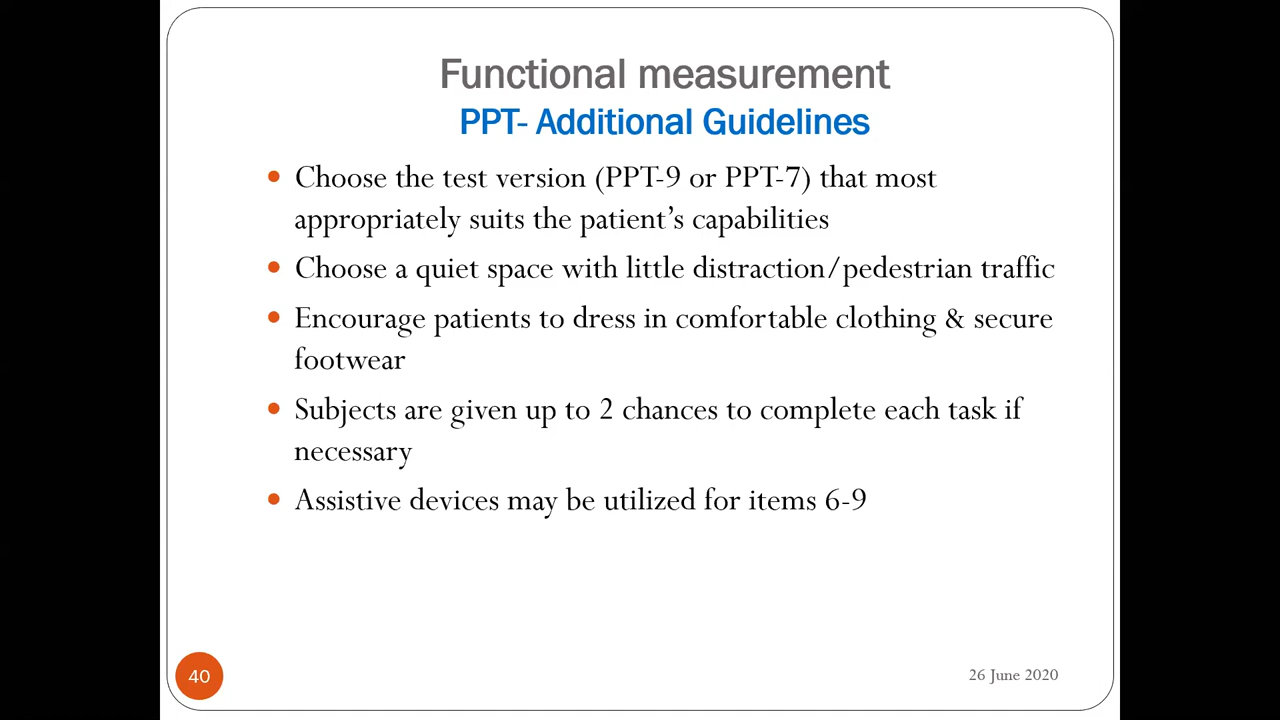 Functional measurement
PPT- Additional Guidelines
• Choose the test version (PPT-9 or PPT-7) that most
appropriately suits the patient’s capabilities
• Choose a quiet space with little distraction/pedestrian traffic
• Encourage patients to dress in comfortable clothing & secure
footwear
• Subjects are given up to 2 chances to complete each task if
necessary
• Assistive devices may be utilized for items 6-9
40
26 June 2020